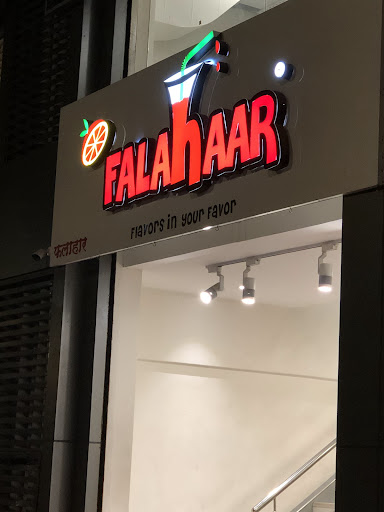 FALAHAAR
Flavors in your Favor
फलाहार